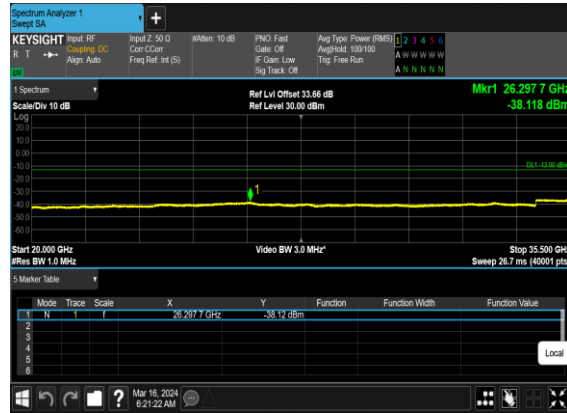 Spectrum Analyzer 1
Swept SA
+
KEYSIGHT Input: RF Input Z: 50 Ω #Atten: 10 dB PNO: Fast Avg Type: Power (RMS) 1 2 3 4 5 6
R T Coupling: DC Corr CCorr Gate: Off Avg|Hold: 100/100 A W W W W W
Align: Auto Freq Ref: Int (S) IF Gain: Low Trig: Free Run
Sig Track: Off A N N N N N
1 Spectrum Ref Lvl Offset 33.66 dB Mkr1 26.297 7 GHz
Scale/Div 10 dB Ref Level 30.00 dBm -38.118 dBm
Log
20.0
10.0
0.00
-10.0
DL1 -13.00 dBm
-20.0
-30.0
1
-40.0
-50.0
-60.0
Start 20.000 GHz Video BW 3.0 MHz* Stop 35.500 GHz
#Res BW 1.0 MHz Sweep 26.7 ms (40001 pts
5 Marker Table
Mode Trace Scale X Y Function Function Width Function Value
1 N 1 f 26.297 7 GHz -38.12 dBm
2
3
4
5
6
Local
? Mar 16, 2024
6:21:22 AM